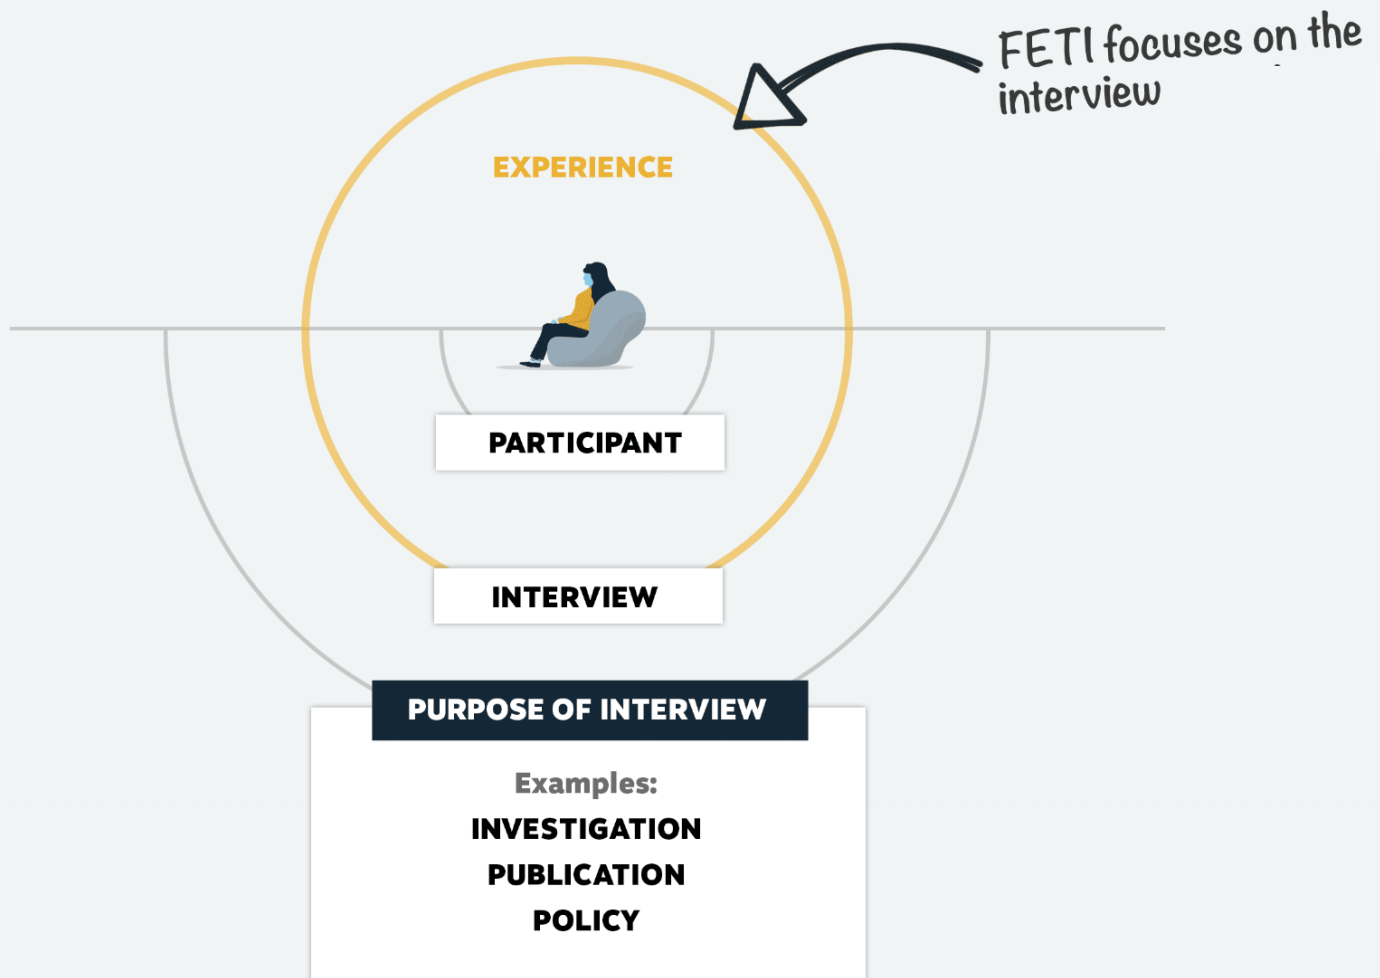 FETI focuses on the
interview
EXPERIENCE
PARTICIPANT
INTERVIEW
PURPOSE OF INTERVIEW
Examples:
INVESTIGATION
PUBLICATION
POLICY